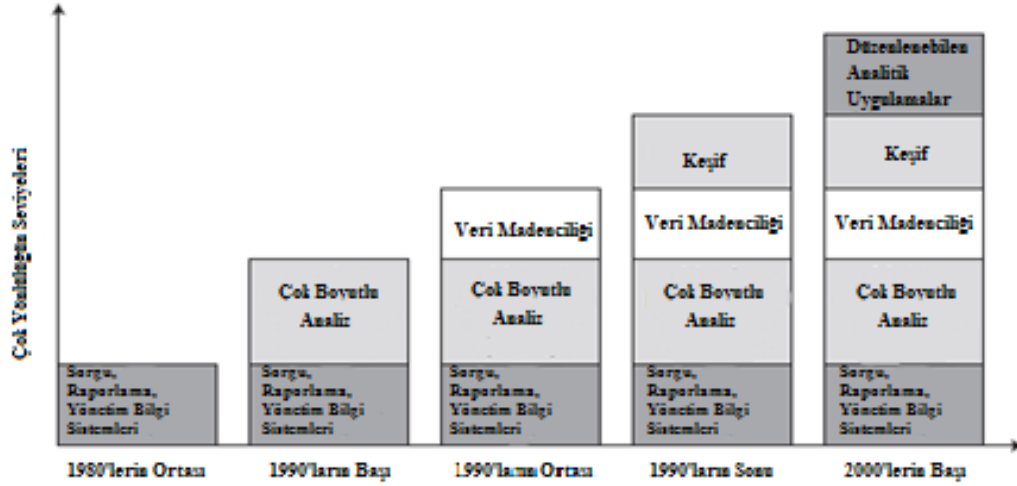 Çok Yönlülüğün Seviyeleri
Düzenlenebilen
Analitik
Uygulamalar
Keşif
Keşif
Veri Madenciliği
Veri Madenciliği
Veri Madenciliği
Çok Boyutlu
Analiz
Çok Boyutlu
Analiz
Çok Boyutlu
Analiz
Çok Boyutlu
Analiz
Sorgu,
Raporlama,
Yönetim Bilgi
Sistemleri
Sorgu,
Raporlama,
Yönetim Bilgi
Sistemleri
Sorgu,
Raporlama,
Yönetim Bilgi
Sistemleri
Sorgu,
Raporlama,
Yönetim Bilgi
Sistemleri
Sorgu,
Raporlama,
Yönetim Bilgi
Sistemleri
1980'lerin Ortası
1990'ların Başı
1990'ların Ortası
1990'ların Sonu
2000'lerin Başı